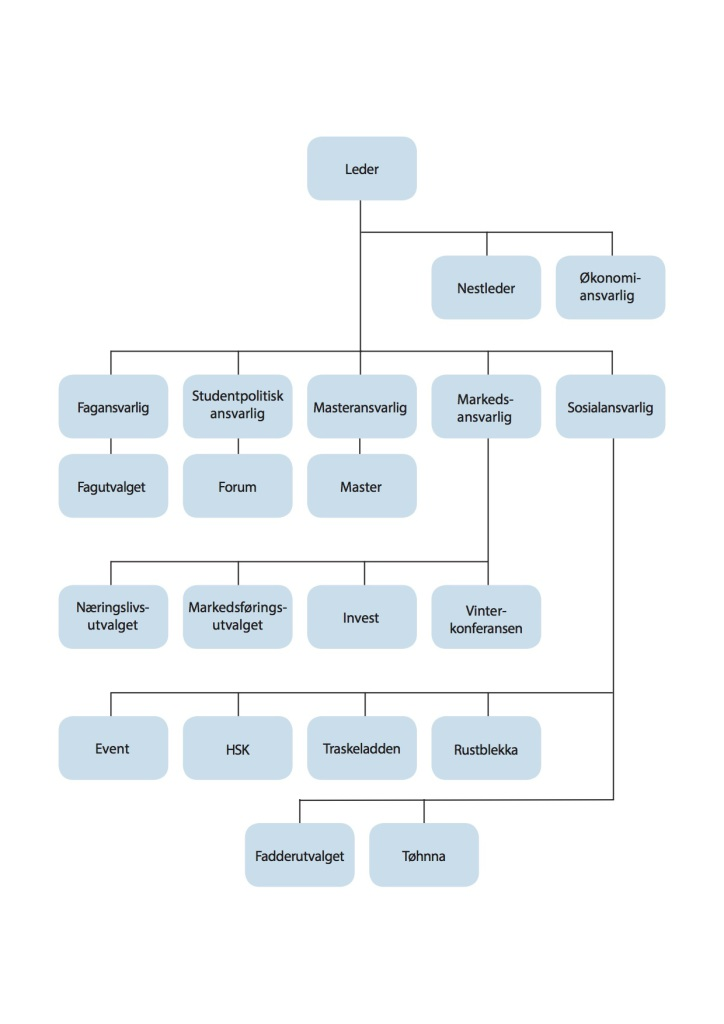 Leder
Nestleder
Økonomi-
ansvarlig
Fagansvarlig
Studentpolitisk
ansvarlig
Masteransvarlig
Markeds-
ansvarlig
Sosialansvarlig
Fagutvalget
Forum
Master
Næringslivs-
utvalget
Markedsførings-
utvalget
Invest
Vinter-
konferansen
Event
HSK
Traskeladden
Rustblekka
Fadderutvalget
Tøhnna